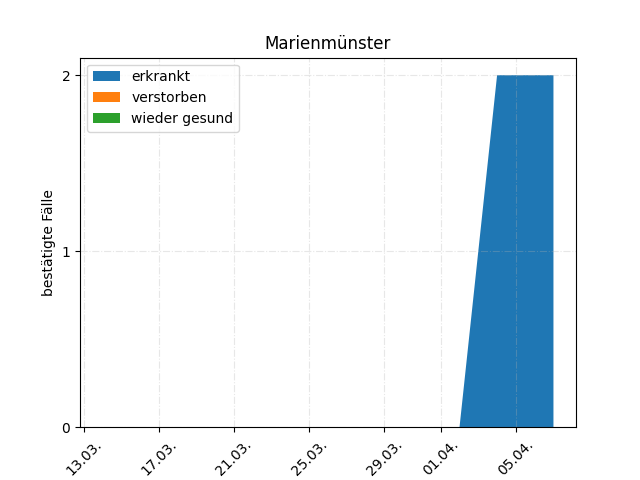 Marienmünster
erkrankt
verstorben
wieder gesund
bestätigte Fälle
2
1
0
13.03.
17.03.
21.03.
25.03.
29.03.
01.04.
05.04.